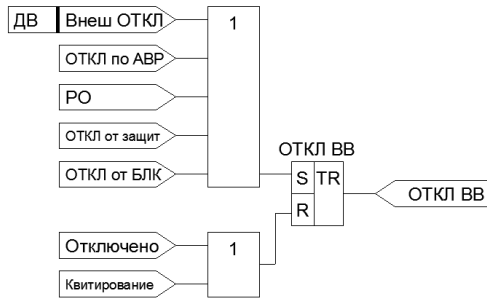 ДВ Внеш ОТКЛ
1
ОТКЛ по АВР
РО
ОТКЛ от защит
ОТКЛ ВВ
ОТКЛ от БЛК
S TR
ОТКЛ ВВ
R
Отключено
1
Квитирование